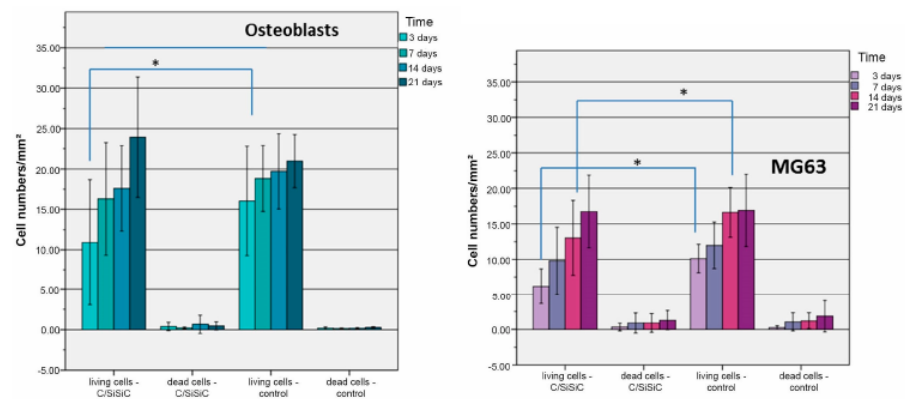 Osteoblasts
Time
3 days
7 days
14 days
21 days
*
Cell numbers/mm²
35.00
30.00
25.00
20.00
15.00
10.00
5.00
0.00
-5.00
living cells - C/SiSiC
dead cells - C/SiSiC
living cells - control
dead cells - control
MG63
Time
3 days
7 days
14 days
21 days
*
*
Cell numbers/mm²
35.00
30.00
25.00
20.00
15.00
10.00
5.00
0.00
-5.00
living cells - C/SiSiC
dead cells - C/SiSiC
living cells - control
dead cells - control